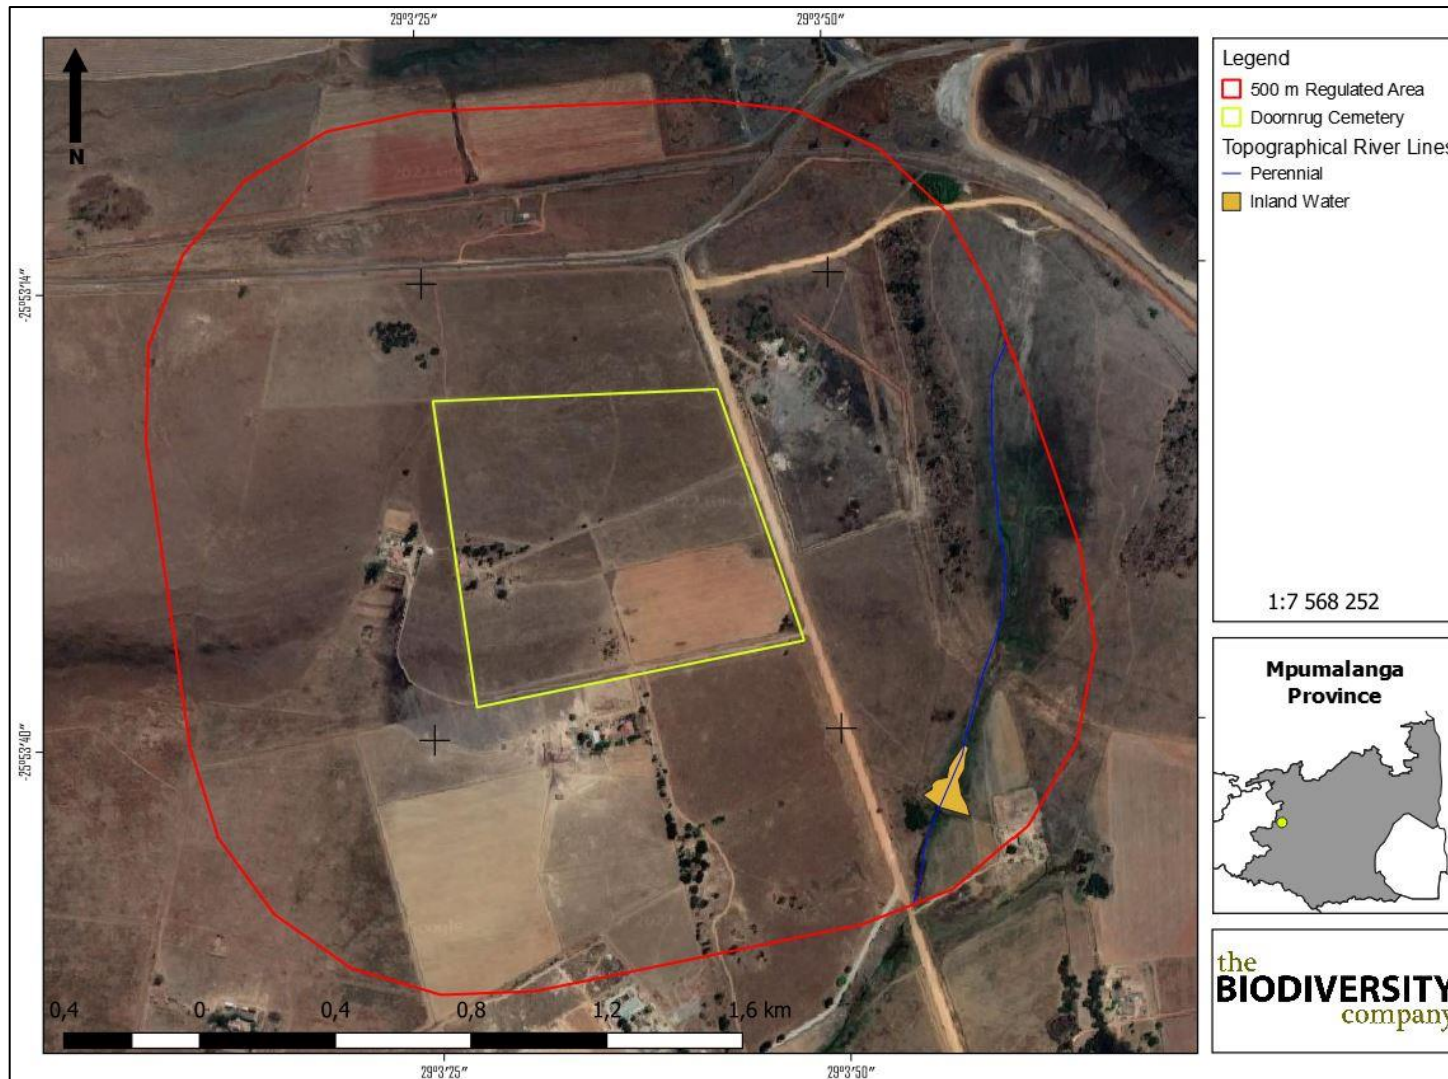 29°3'25"
29°3'50"
N
-25°53'14"
-25°53'40"
0,4
0
0,4
0,8
1,2
1,6 km
29°3'25"
29°3'50"
Legend
500 m Regulated Area
Doornrug Cemetery
Topographical River Lines
Perennial
Inland Water
1:7 568 252
Mpumalanga
Province
the
BIODIVERSITY
company